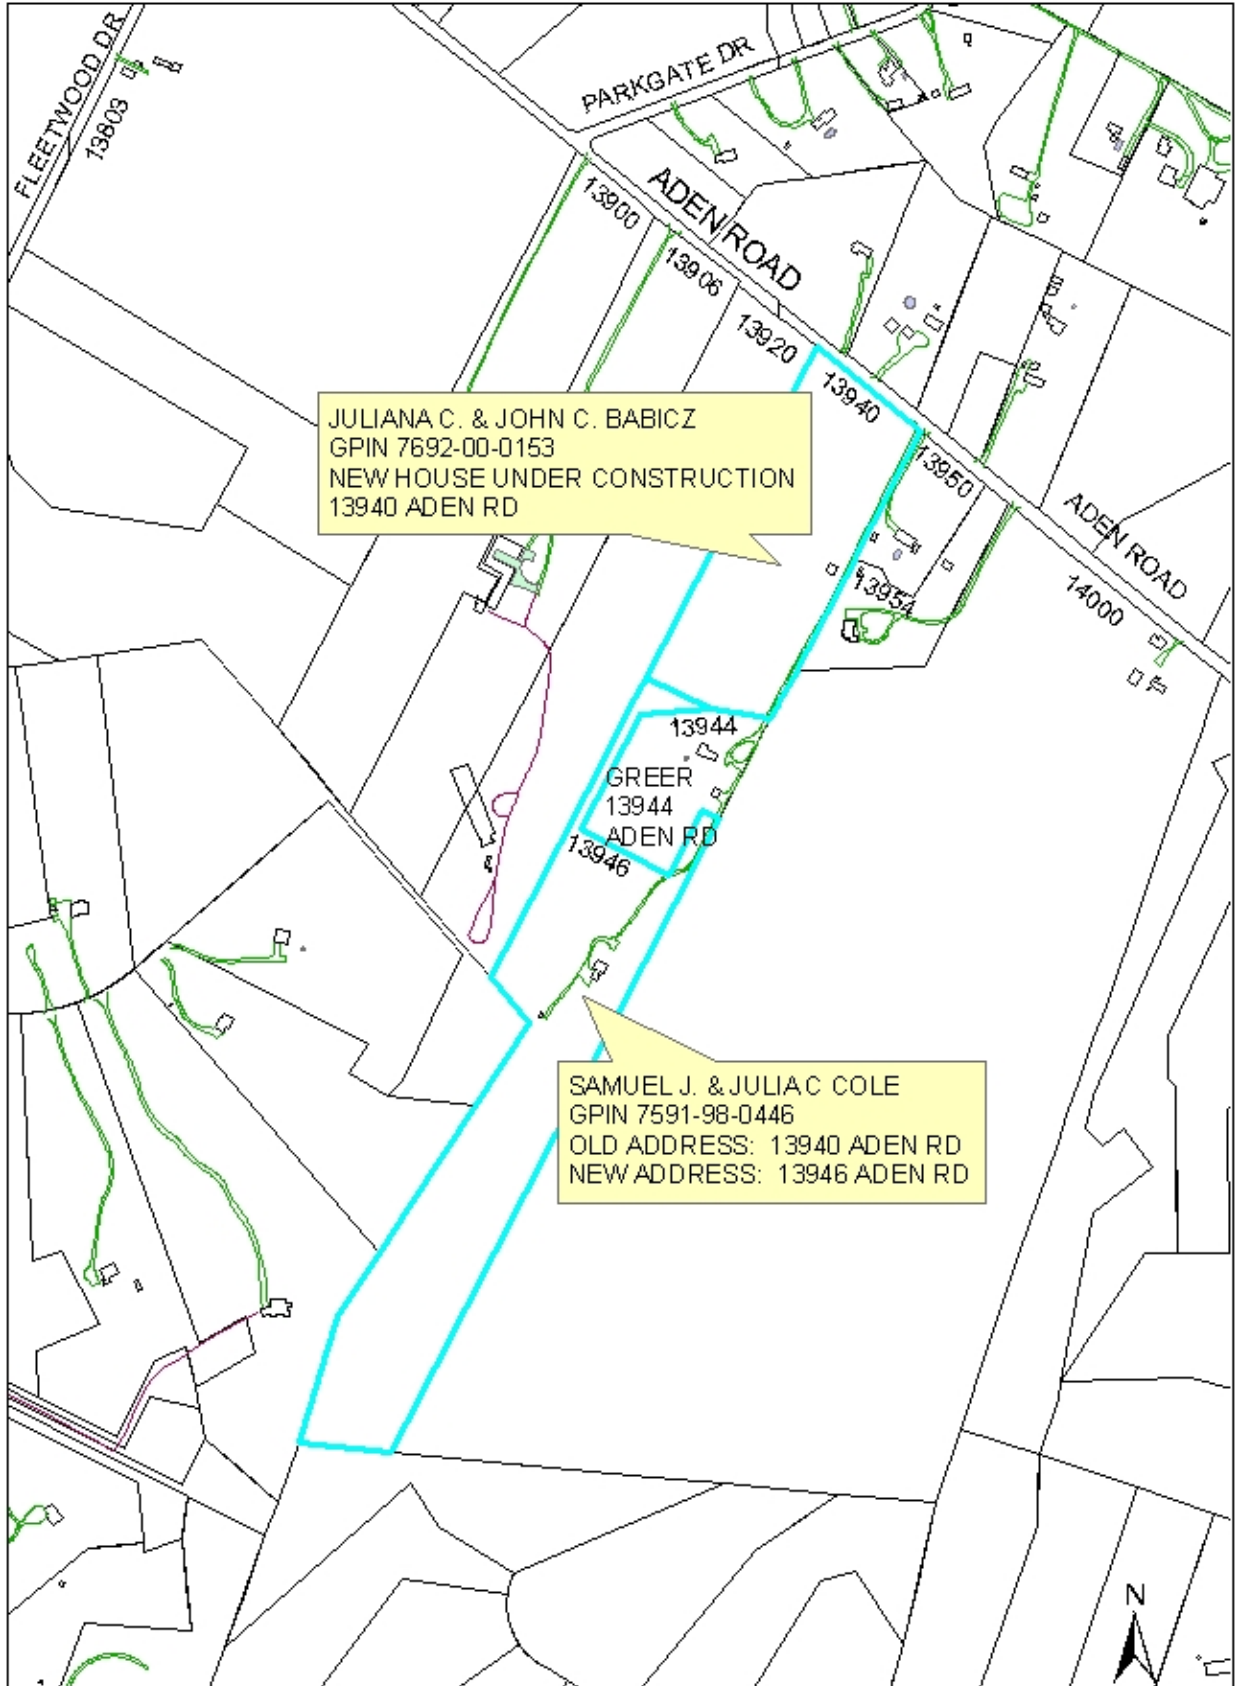 FLEETWOOD DR
13803
PARKGATE DR
ADEN ROAD
13900
13906
13920
13940
JULIANA C. & JOHN C. BABICZ
GPIN 7692-00-0153
NEW HOUSE UNDER CONSTRUCTION
13940 ADEN RD
13950
ADEN ROAD
13954
14000
13944
GREER
13944
ADEN RD
13946
SAMUEL J. & JULIA C COLE
GPIN 7591-98-0446
OLD ADDRESS: 13940 ADEN RD
NEW ADDRESS: 13946 ADEN RD
N